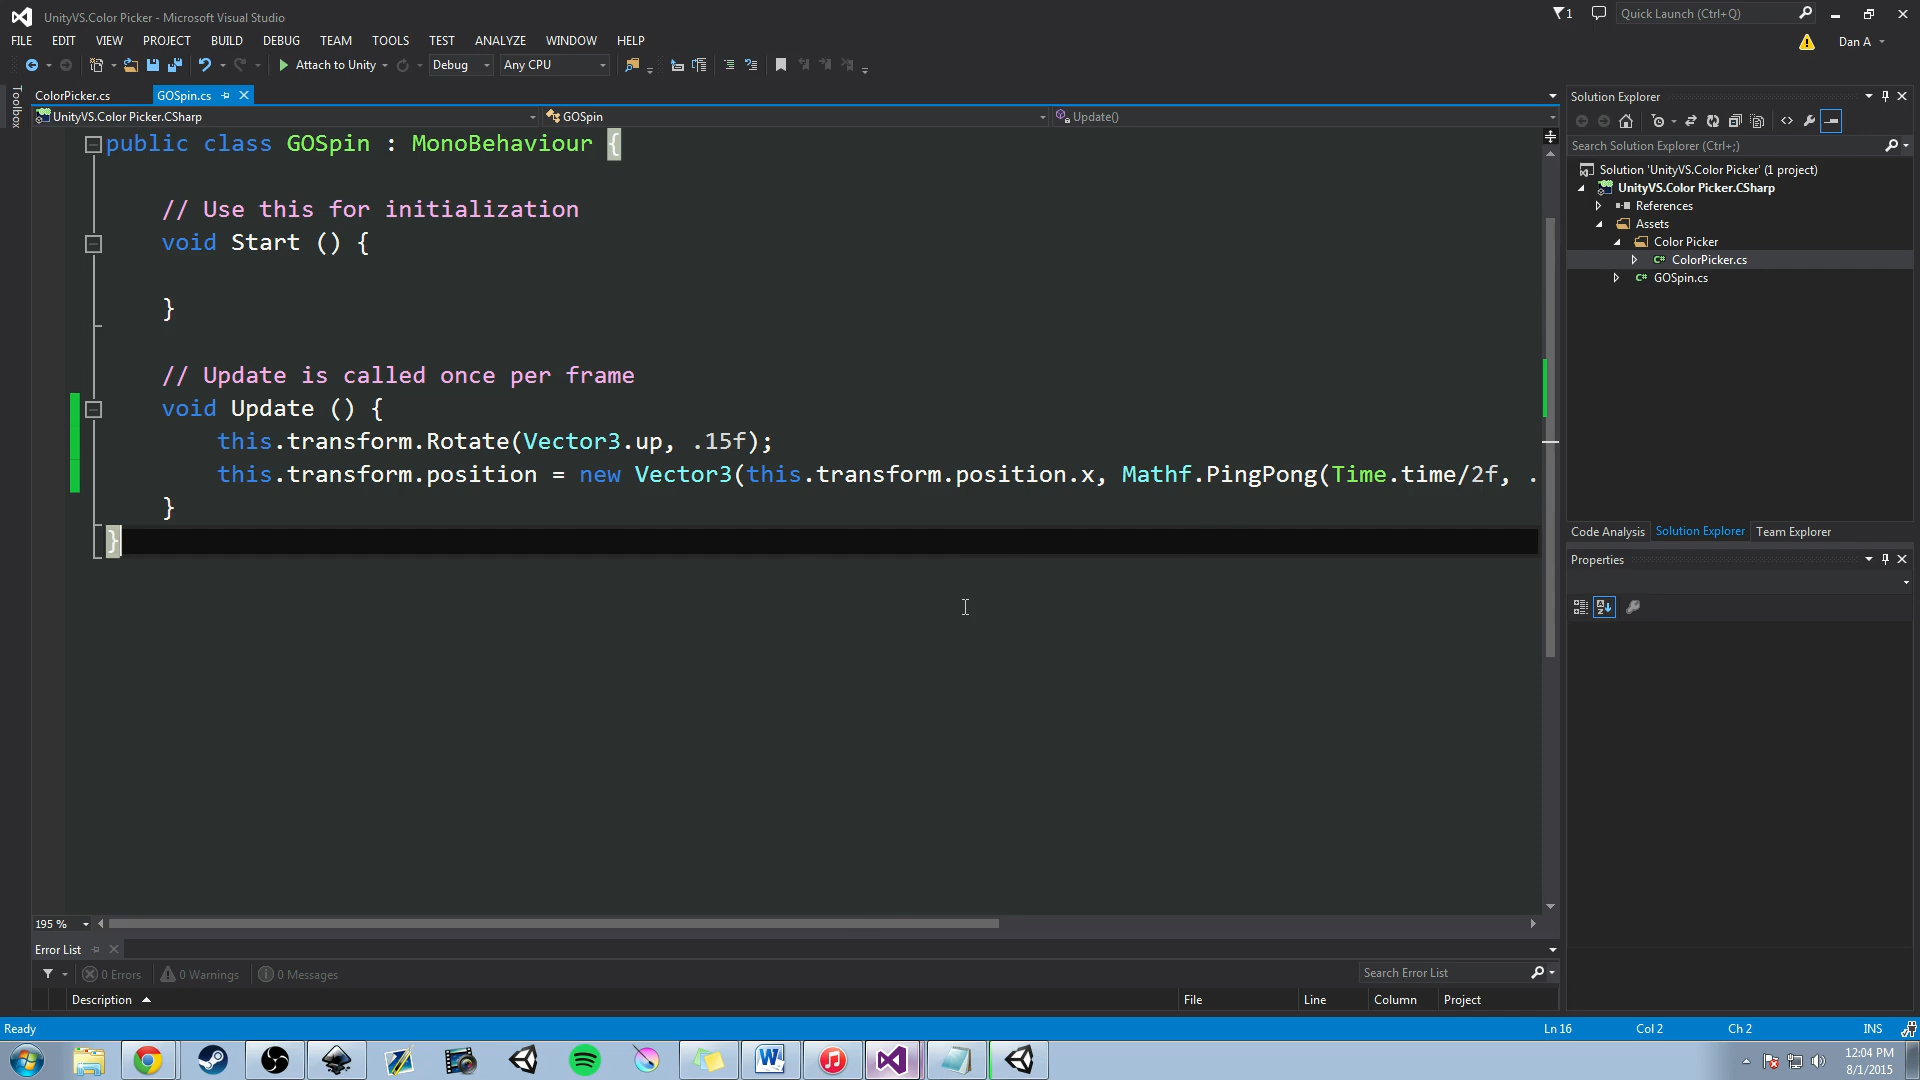 UnityVS.Color Picker - Microsoft Visual Studio
1
Quick Launch (Ctrl+Q)
FILE EDIT VIEW PROJECT BUILD DEBUG TEAM TOOLS TEST ANALYZE WINDOW HELP
Dan A
Attach to Unity
Debug
Any CPU
Toolbox
ColorPicker.cs
GOSpin.cs
UnityVS.Color Picker.CSharp
GOSpin
Update()
public class GOSpin : MonoBehaviour {
// Use this for initialization
void Start () {
}
// Update is called once per frame
void Update () {
this.transform.Rotate(Vector3.up, .15f);
this.transform.position = new Vector3(this.transform.position.x, Mathf.PingPong(Time.time/2f, .
}
}
195 %
Solution Explorer
Search Solution Explorer (Ctrl+;)
Solution 'UnityVS.Color Picker' (1 project)
UnityVS.Color Picker.CSharp
References
Assets
Color Picker
C# ColorPicker.cs
C# GOSpin.cs
Code Analysis Solution Explorer Team Explorer
Properties
Error List
0 Errors
0 Warnings
0 Messages
Search Error List
Description
File
Line
Column
Project
Ready
Ln 16
Col 2
Ch 2
INS
12:04 PM
8/1/2015